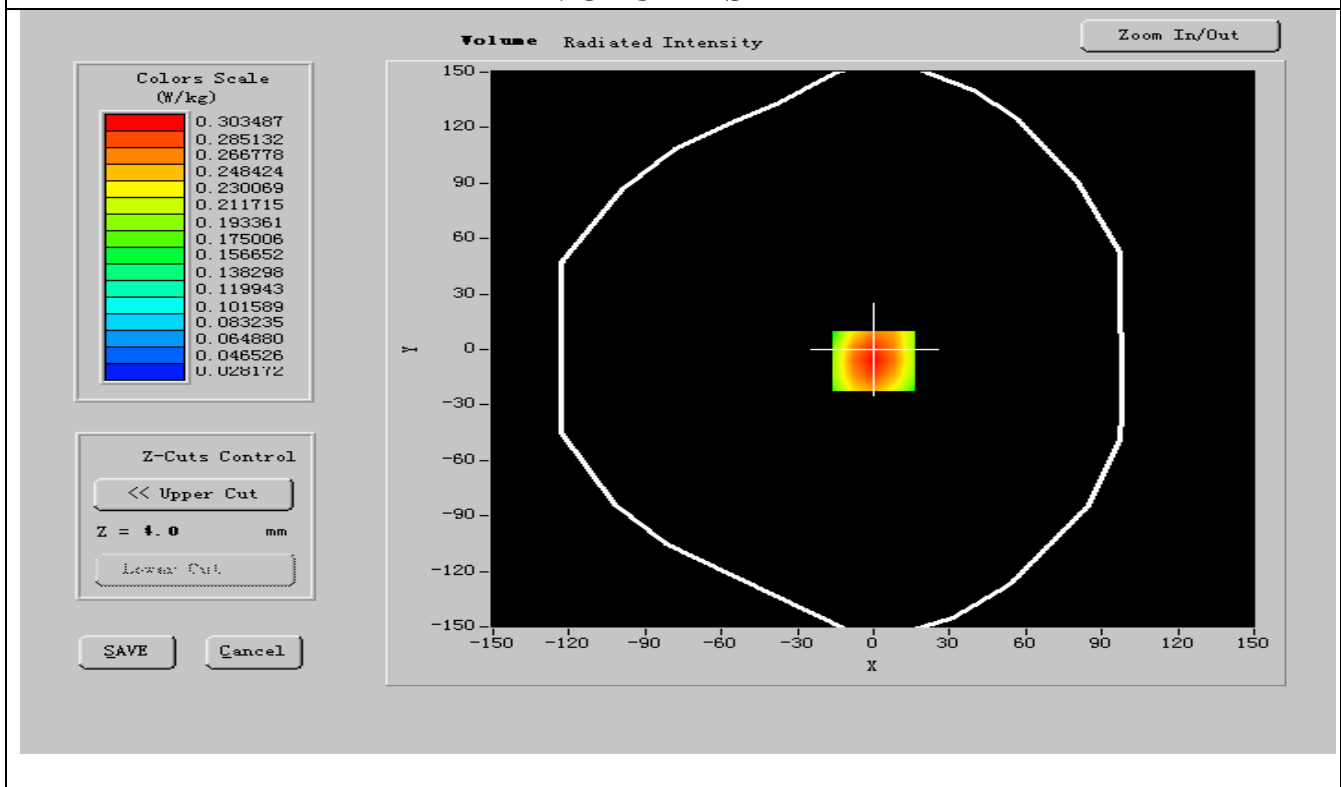 Volume Radiated Intensity
Zoom In/Out
Colors Scale
(W/kg)
0.303487
0.285132
0.266778
0.248424
0.230069
0.211715
0.193361
0.175006
0.156652
0.138298
0.119943
0.101589
0.083235
0.064880
0.046526
0.028172
Z-Cuts Control
<< Upper Cut
Z = 4.0 mm
Lower Cut
SAVE
Cancel
150
120
90
60
30
0
-30
-60
-90
-120
-150
Y
-150 -120 -90 -60 -30 0 30 60 90 120 150
X